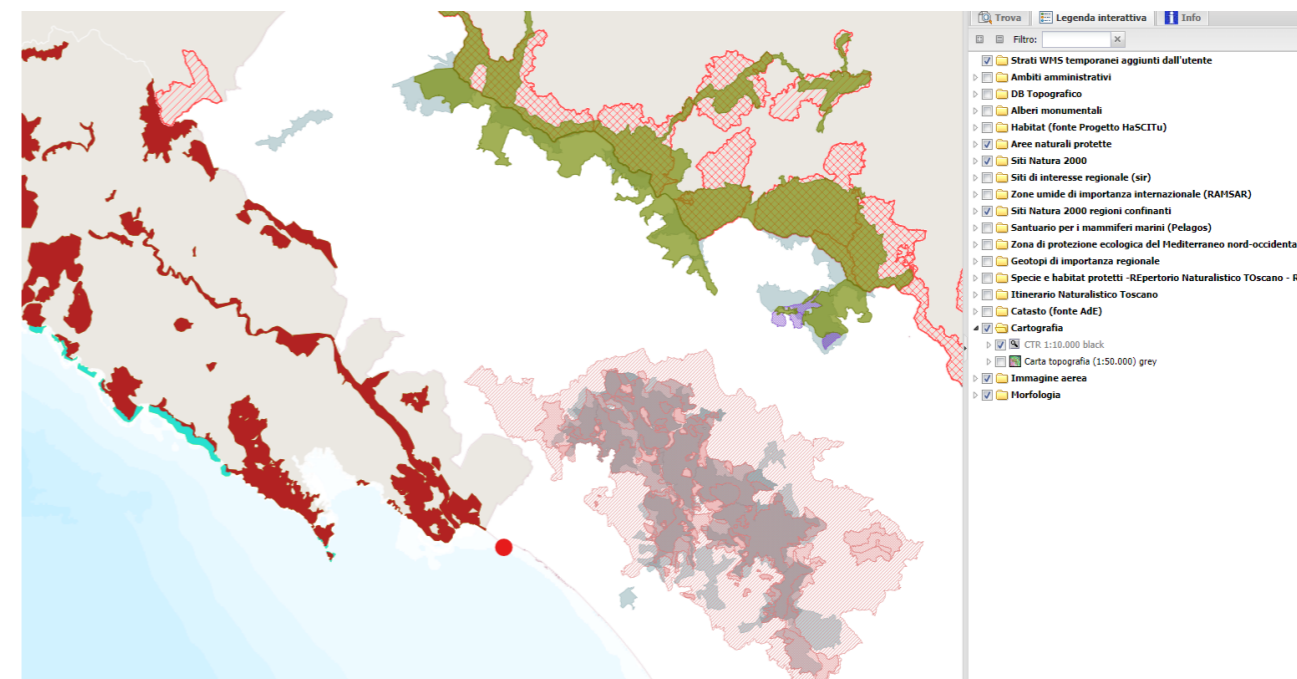 Trova Legenda interattiva Info
Filtro:
Strati WMS temporanei aggiunti dall'utente
Ambiti amministrativi
DB Topografico
Alberi monumentali
Habitat (fonte Progetto HaSCITu)
Aree naturali protette
Siti Natura 2000
Siti di interesse regionale (sir)
Zone umide di importanza internazionale (RAMSAR)
Siti Natura 2000 regioni confinanti
Santuario per i mammiferi marini (Pelagos)
Zona di protezione ecologica del Mediterraneo nord-occidenta
Geotopi di importanza regionale
Specie e habitat protetti -REpertorio Naturalistico TOscano - R
Itinerario Naturalistico Toscano
Catasto (fonte AdE)
Cartografia
CTR 1:10.000 black
Carta topografia (1:50.000) grey
Immagine aerea
Morfologia